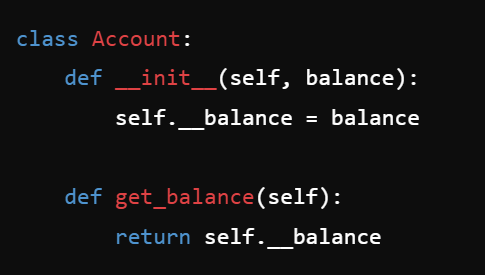 class Account:
    def __init__(self, balance):
        self.__balance = balance
    def get_balance(self):
        return self.__balance